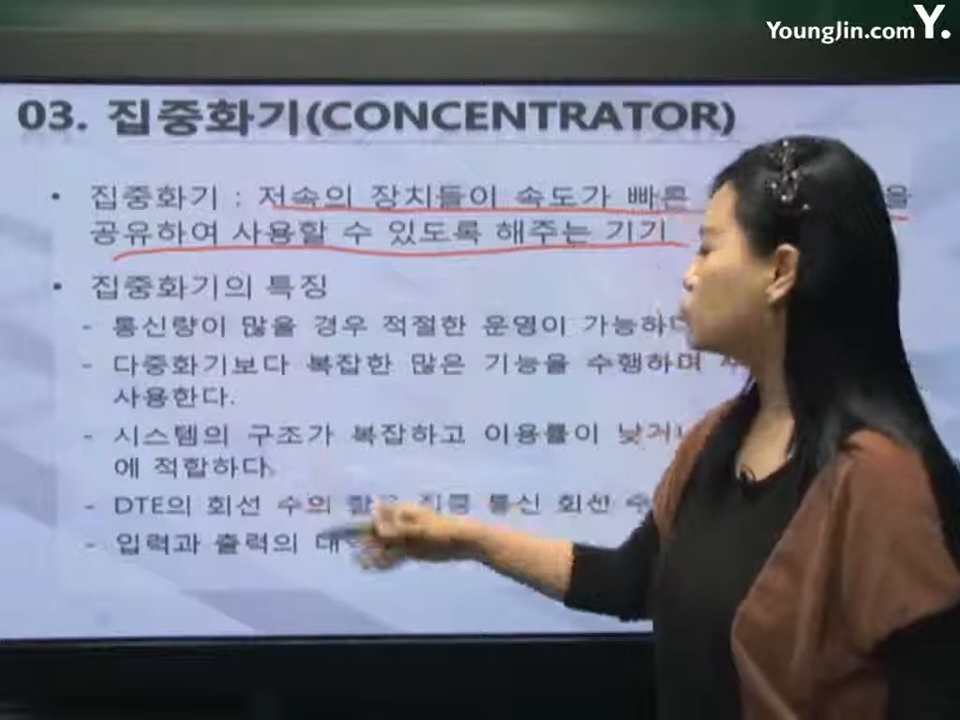 YoungJin.com Y.
03. 집중화기(CONCENTRATOR)
• 집중화기 : 저속의 장치들이 속도가 빠른 을
공유하여 사용할 수 있도록 해주는 기기
• 집중화기의 특징
- 통신량이 많을 경우 적절한 운영이 가능하다
- 다중화기보다 복잡한 많은 기능을 수행하며
사용한다.
- 시스템의 구조가 복잡하고 이용률이 낮거나
에 적합하다.
- DTE의 회선 수의 통신 회선
- 입력과 출력의